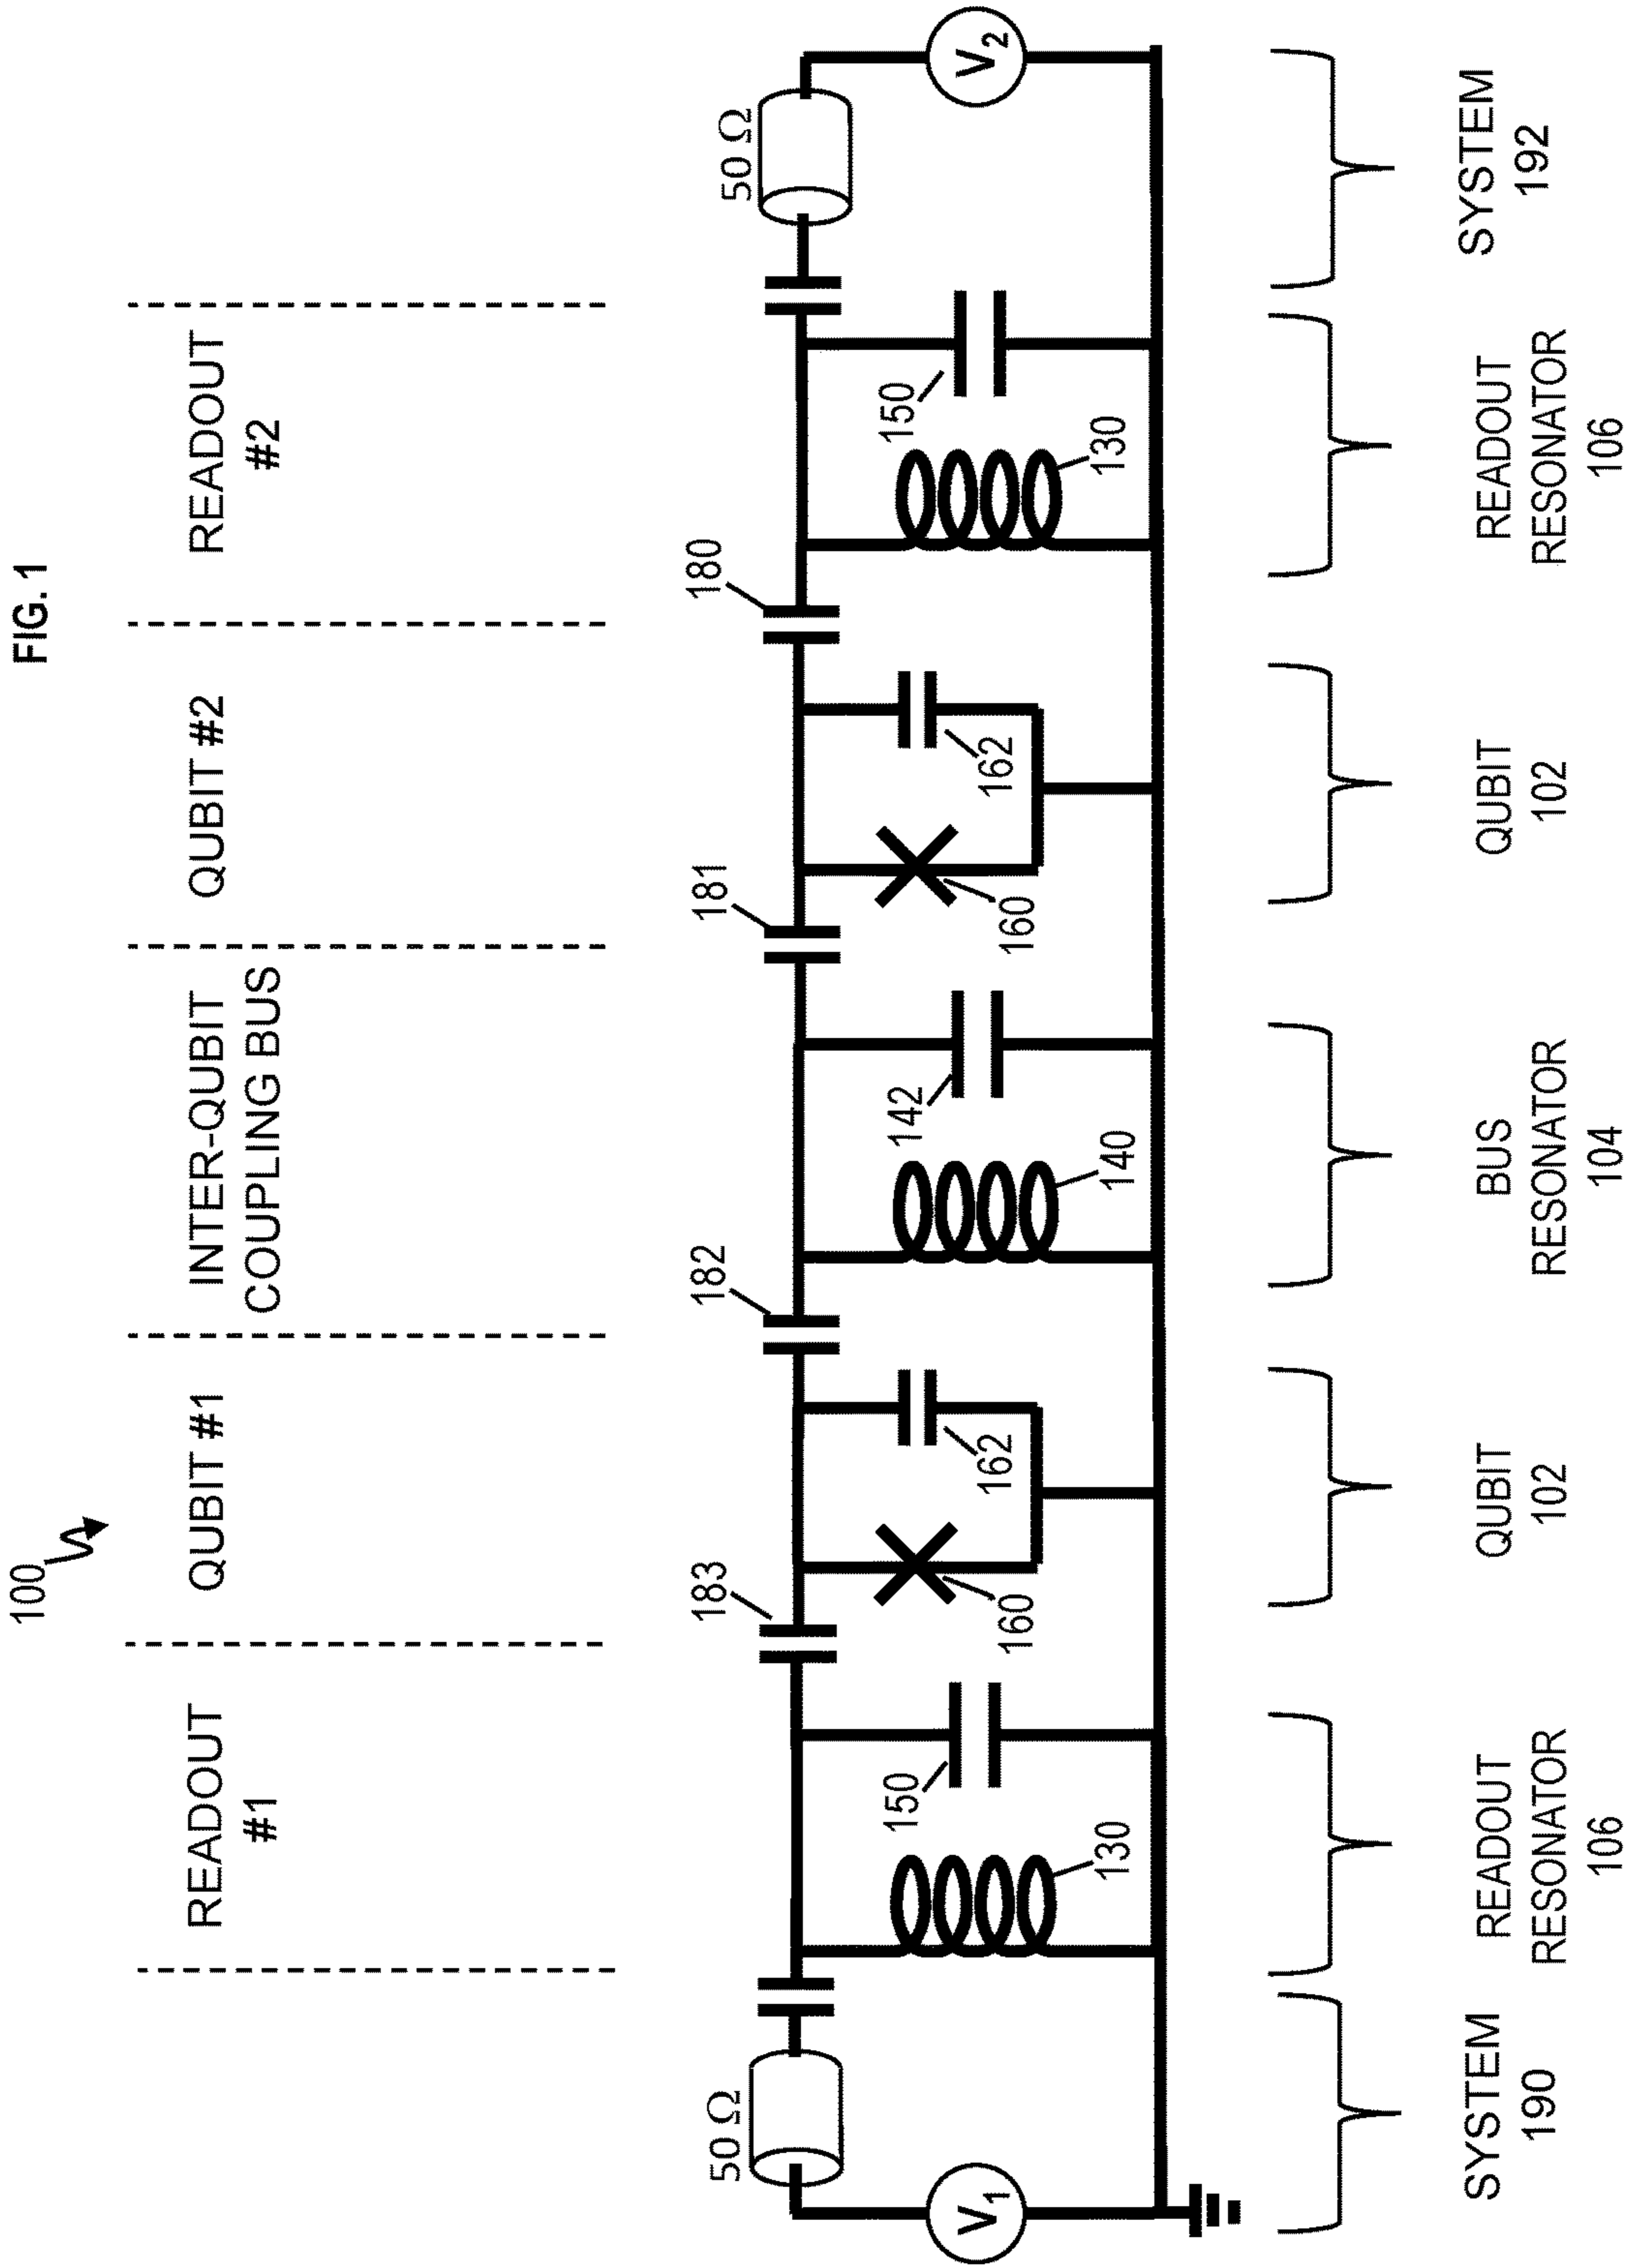 FIG. 1
100
READOUT
#1
QUBIT #1
INTER-QUBIT
COUPLING BUS
QUBIT #2
READOUT
#2
50 Ω
183
182
181
180
50 Ω
V1
130
150
160
162
140
142
160
162
130
150
V2
SYSTEM
190
READOUT
RESONATOR
106
QUBIT
102
BUS
RESONATOR
104
QUBIT
102
READOUT
RESONATOR
106
SYSTEM
192